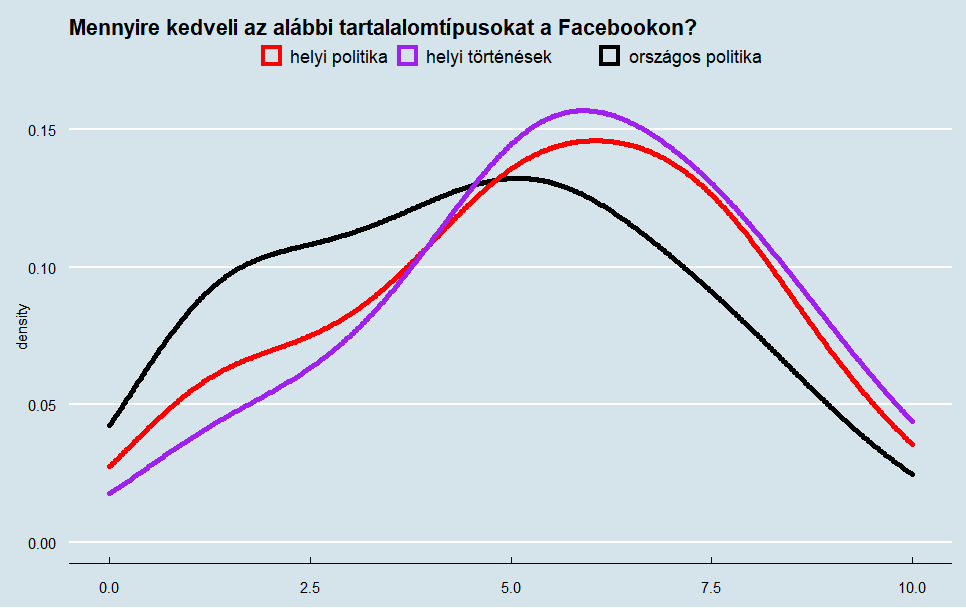 Mennyire kedveli az alábbi tartalalomtípusokat a Facebookon?
helyi politika helyi történések országos politika
0.15
0.10
0.05
0.00
density
0.0 2.5 5.0 7.5 10.0